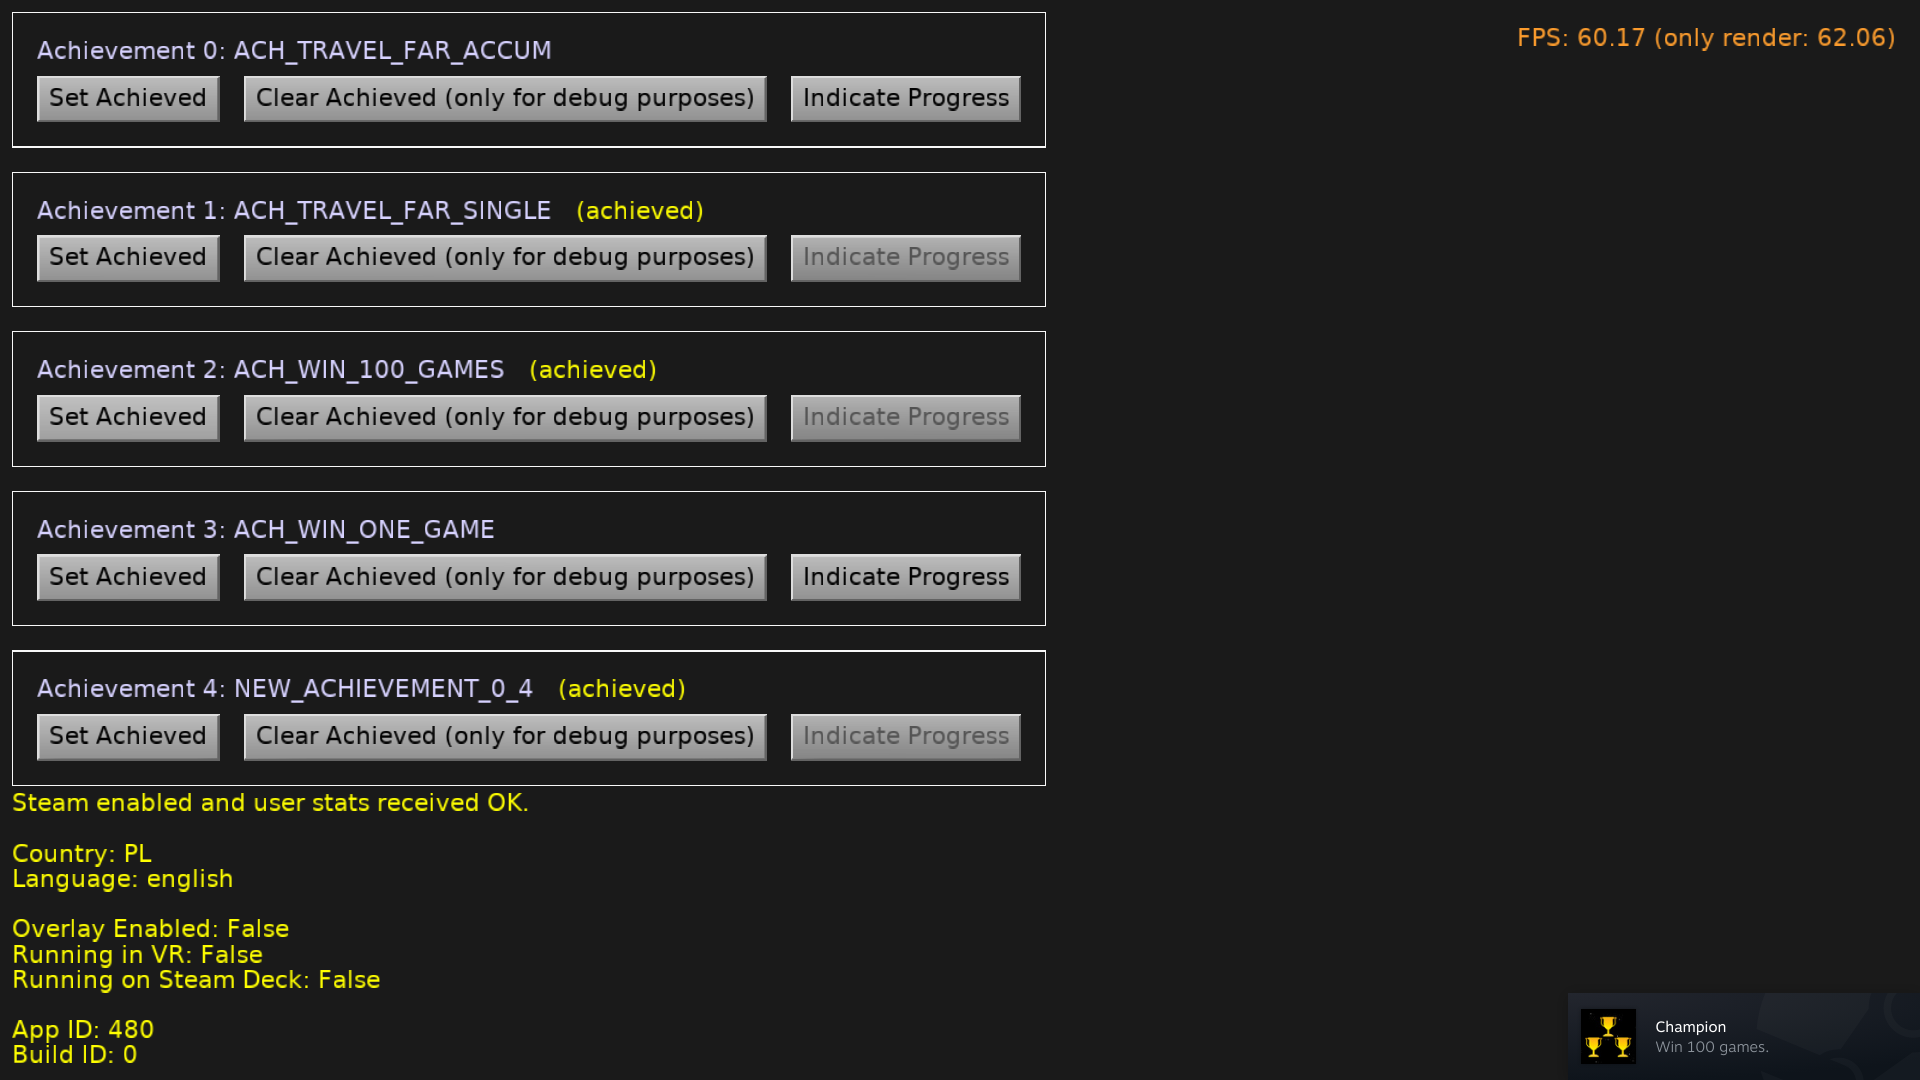 Achievement 0: ACH_TRAVEL_FAR_ACCUM
FPS: 60.17 (only render: 62.06)
Set Achieved Clear Achieved (only for debug purposes) Indicate Progress
Achievement 1: ACH_TRAVEL_FAR_SINGLE (achieved)
Set Achieved Clear Achieved (only for debug purposes) Indicate Progress
Achievement 2: ACH_WIN_100_GAMES (achieved)
Set Achieved Clear Achieved (only for debug purposes) Indicate Progress
Achievement 3: ACH_WIN_ONE_GAME
Set Achieved Clear Achieved (only for debug purposes) Indicate Progress
Achievement 4: NEW_ACHIEVEMENT_0_4 (achieved)
Set Achieved Clear Achieved (only for debug purposes) Indicate Progress
Steam enabled and user stats received OK.
Country: PL
Language: english
Overlay Enabled: False
Running in VR: False
Running on Steam Deck: False
App ID: 480
Build ID: 0
Champion
Win 100 games.